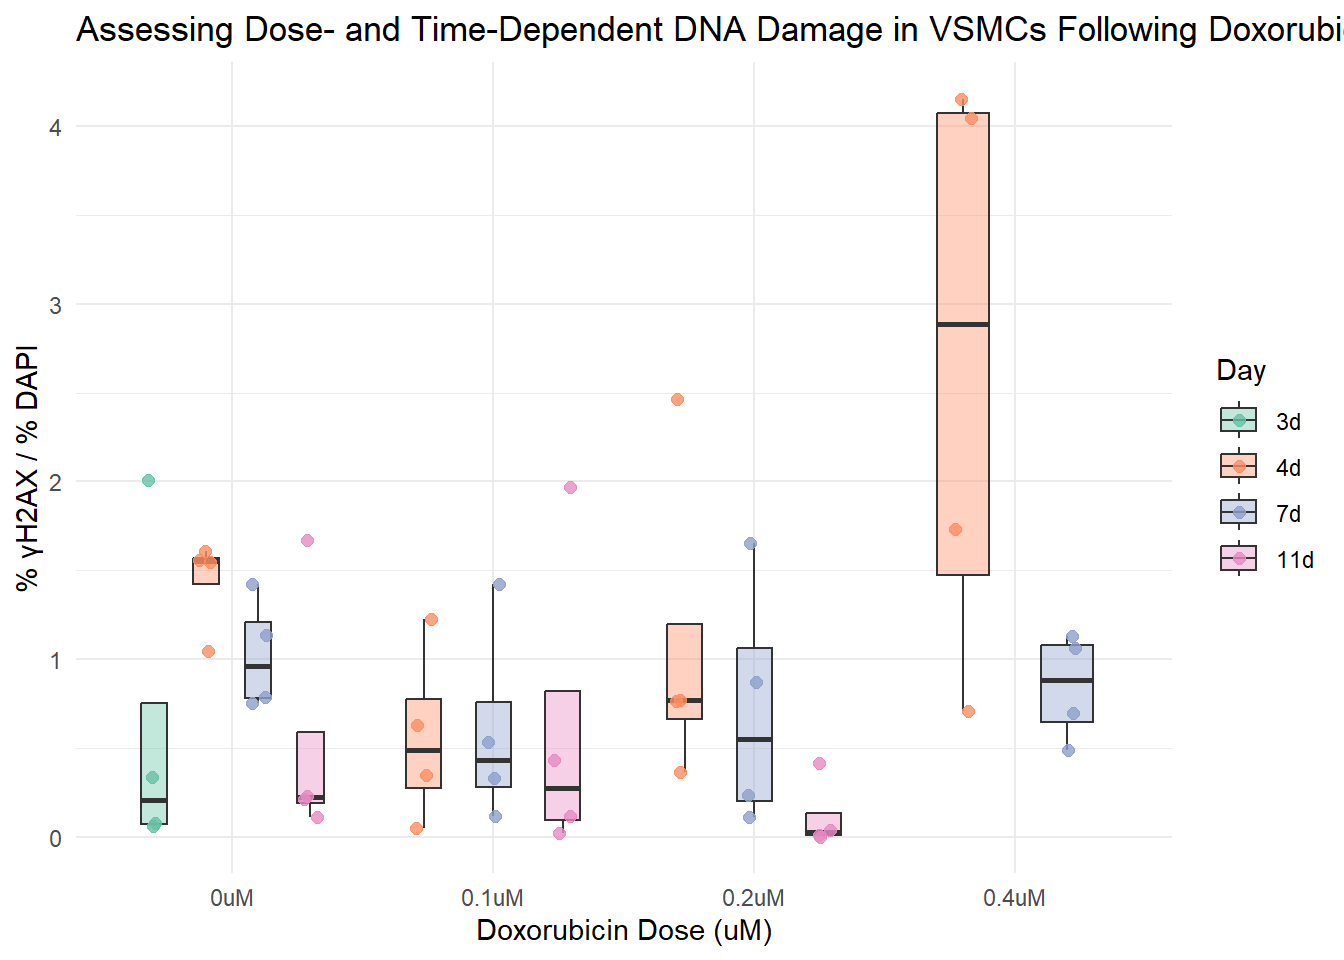 Assessing Dose- and Time-Dependent DNA Damage in VSMCs Following Doxorubi
4
3
2
1
0
% γH2AX / % DAPI
0uM
0.1uM
0.2uM
0.4uM
Doxorubicin Dose (uM)
Day
3d
4d
7d
11d